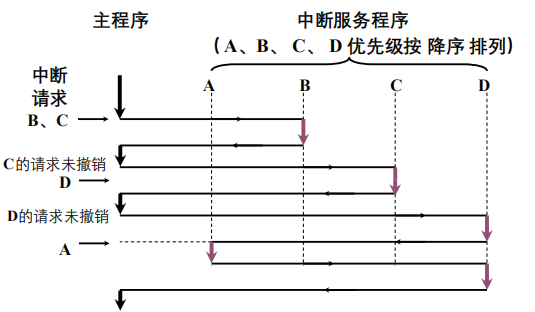 主程序
中断服务程序
（A、B、C、D 优先级按 降序 排列）
中断
请求
A B C D
B、C
C的请求未撤销
D
D的请求未撤销
A